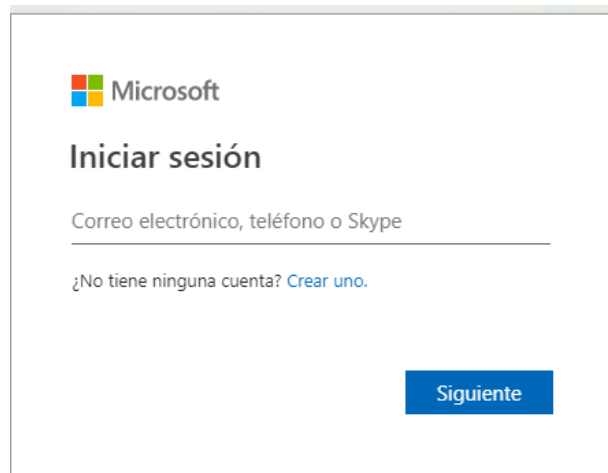 Microsoft
Iniciar sesión
Correo electrónico, teléfono o Skype
¿No tiene ninguna cuenta? Crear uno.
Siguiente